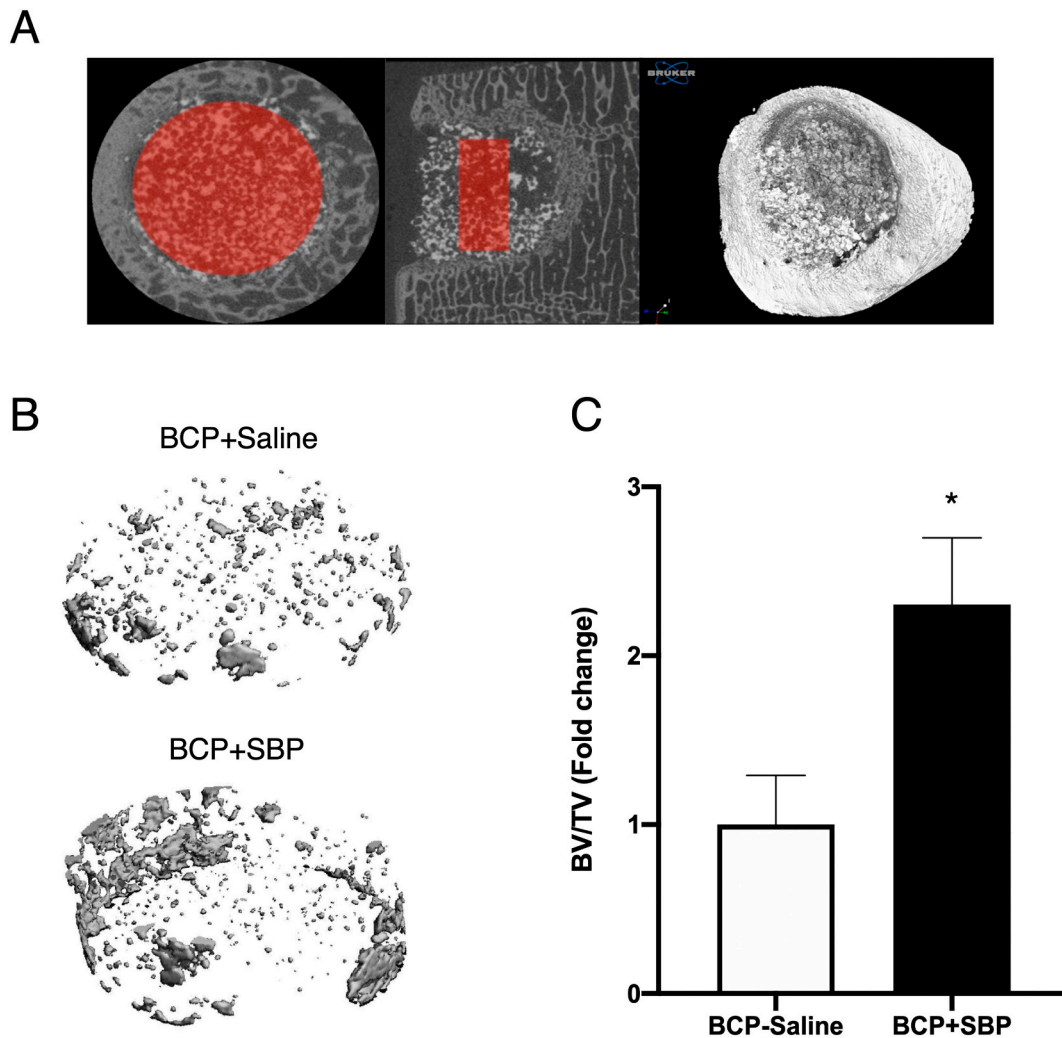 A
BRUKER
B
BCP+Saline
BCP+SBP
C
BV/TV (Fold change)
3
2
1
0
*
BCP-Saline
BCP+SBP